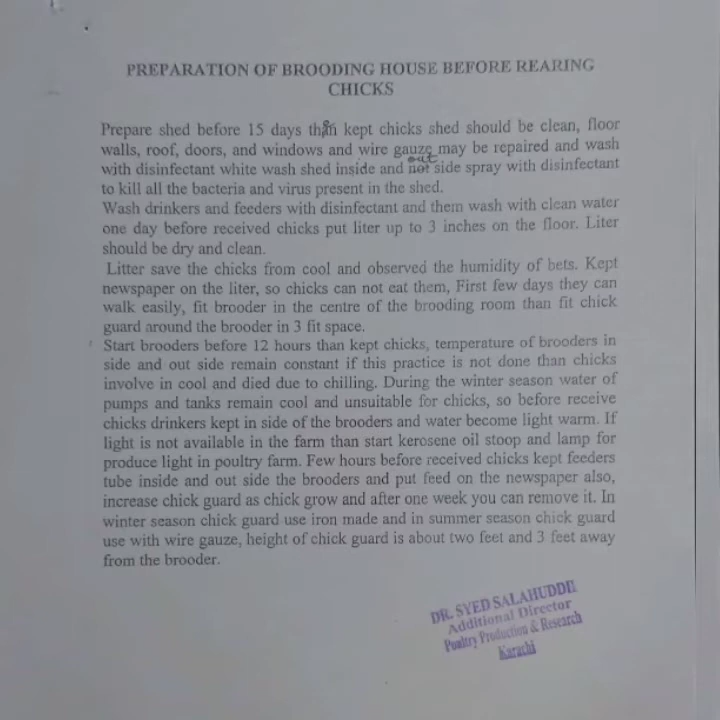 PREPARATION OF BROODING HOUSE BEFORE REARING
CHICKS
Prepare shed before 15 days than kept chicks shed should be clean, floor
walls, roof, doors, and windows and wire gauze may be repaired and wash
out
with disinfectant white wash shed inside and not side spray with disinfectant
to kill all the bacteria and virus present in the shed.
Wash drinkers and feeders with disinfectant and them wash with clean water
one day before received chicks put liter up to 3 inches on the floor. Liter
should be dry and clean.
Litter save the chicks from cool and observed the humidity of bets. Kept
newspaper on the liter, so chicks can not eat them, First few days they can
walk easily, fit brooder in the centre of the brooding room than fit chick
guard around the brooder in 3 fit space.
Start brooders before 12 hours than kept chicks, temperature of brooders in
side and out side remain constant if this practice is not done than chicks
involve in cool and died due to chilling. During the winter season water of
pumps and tanks remain cool and unsuitable for chicks, so before receive
chicks drinkers kept in side of the brooders and water become light warm. If
light is not available in the farm than start kerosene oil stoop and lamp for
produce light in poultry farm. Few hours before received chicks kept feeders
tube inside and out side the brooders and put feed on the newspaper also,
increase chick guard as chick grow and after one week you can remove it. In
winter season chick guard use iron made and in summer season chick guard
use with wire gauze, height of chick guard is about two feet and 3 feet away
from the brooder.
DR. SYED SALAHUDDIN
Additional Director
Poultry Production & Research
Karachi